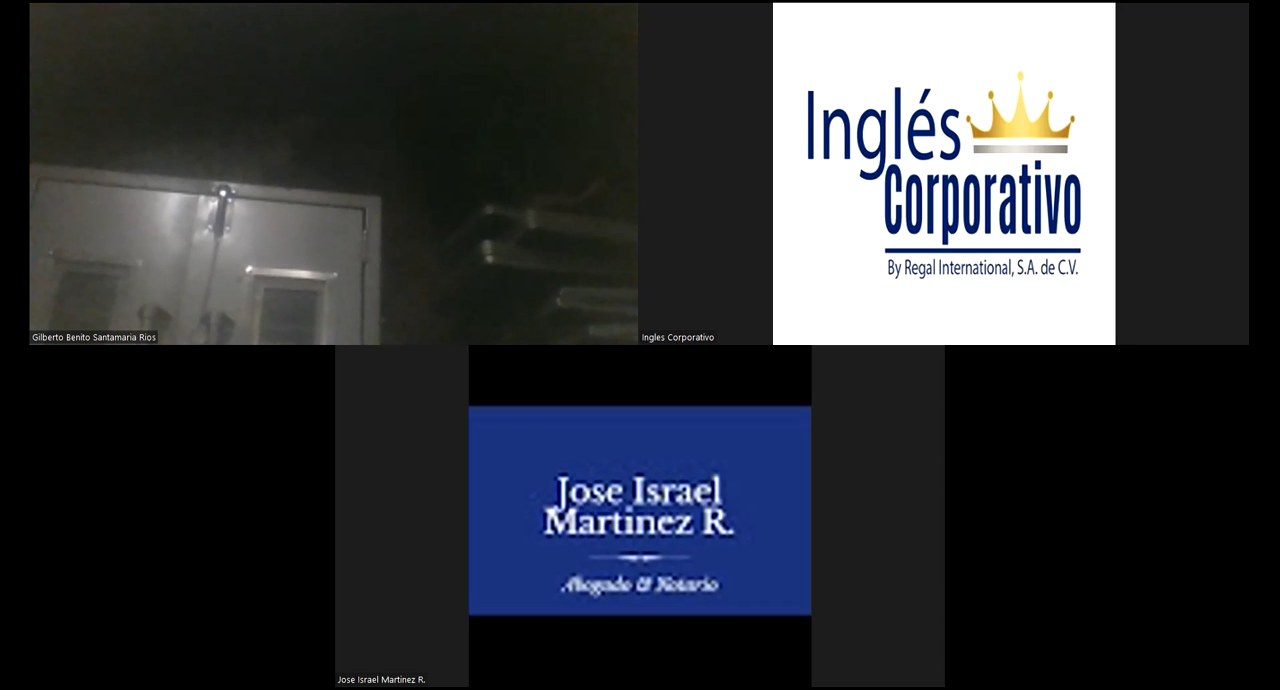 Inglés
Corporativo
By Regal International, S.A. de C.V.
Gilberto Benito Santamaria Rios
Ingles Corporativo
Jose Israel
Martinez R.
Abogado & Notario
Jose Israel Martinez R.